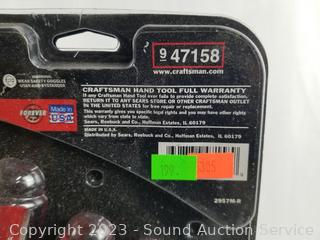 9 47158
www.craftsman.com
WEAR SAFETY GOGGLES
USER AND BYSTANDERS
CRAFTSMAN HAND TOOL FULL WARRANTY
If any Craftsman Hand Tool ever fails to provide complete satisfaction,
RETURN IT TO ANY SEARS STORE OR OTHER CRAFTSMAN OUTLET
IN THE UNITED STATES for free repair or replacement.
This warranty gives you specific legal rights and you may have other rights
which vary from state to state.
Sears, Roebuck and Co., Hoffman Estates, IL 60179
FOREVER
Made in
USA
MADE IN U.S.A.
Distributed by Sears, Roebuck and Co., Hoffman Estates, IL 60179
305
2957M-R
Copyright 2023 - Sound Auction Service